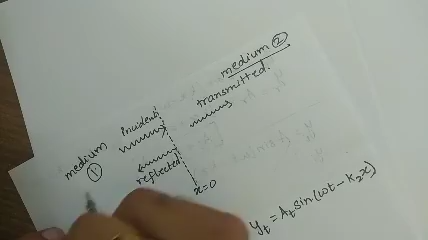 medium ②
transmitted.
incident
medium
①
reflected
x=0
y_t = A_t sin(ωt - k_2 x)